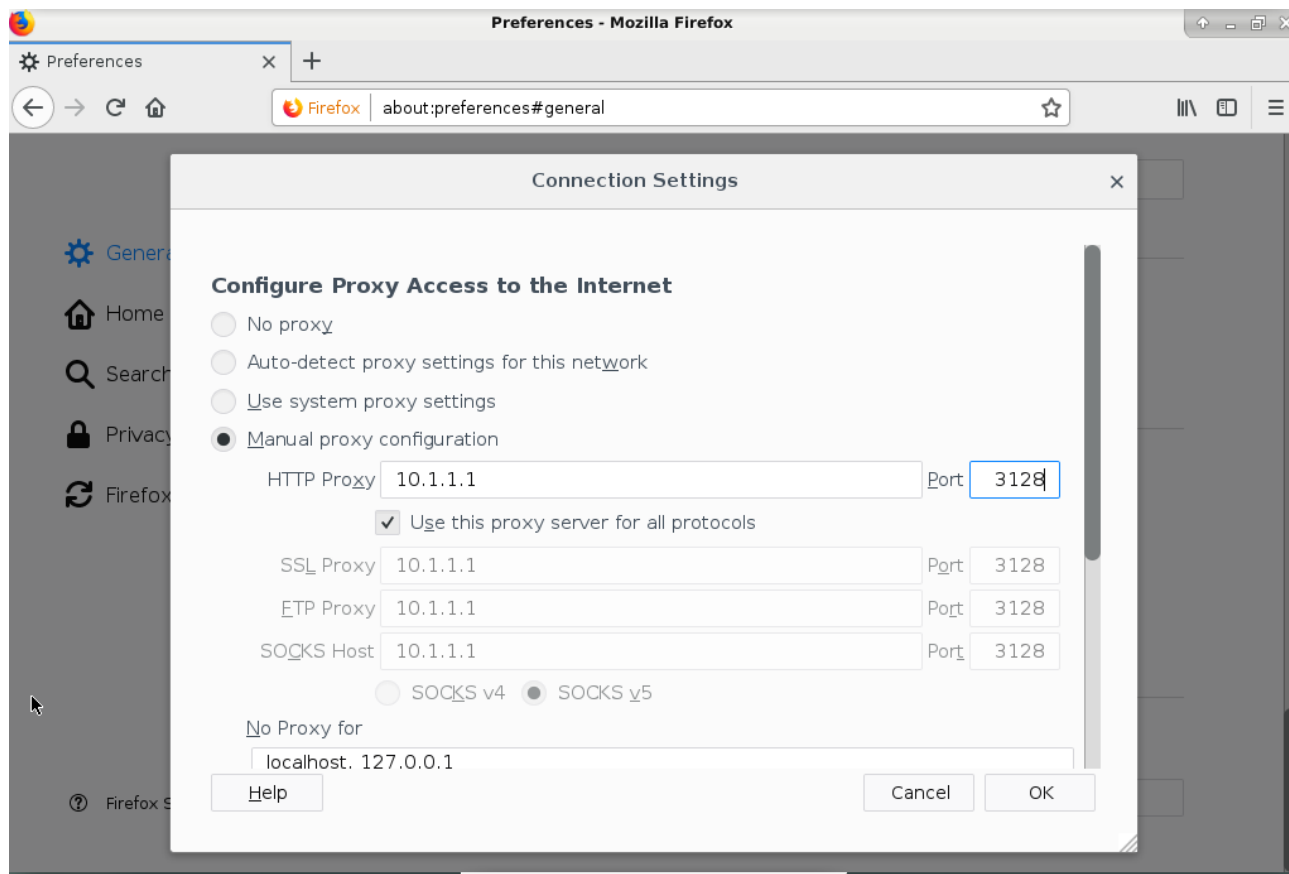 Preferences - Mozilla Firefox
Preferences
Firefox about:preferences#general
Connection Settings
Genera
Home
Search
Privacy
Firefox
Firefox S
Configure Proxy Access to the Internet
No proxy
Auto-detect proxy settings for this network
Use system proxy settings
Manual proxy configuration
HTTP Proxy 10.1.1.1 Port 3128
Use this proxy server for all protocols
SSL Proxy 10.1.1.1 Port 3128
FTP Proxy 10.1.1.1 Port 3128
SOCKS Host 10.1.1.1 Port 3128
SOCKS v4 SOCKS v5
No Proxy for
localhost, 127.0.0.1
Help Cancel OK